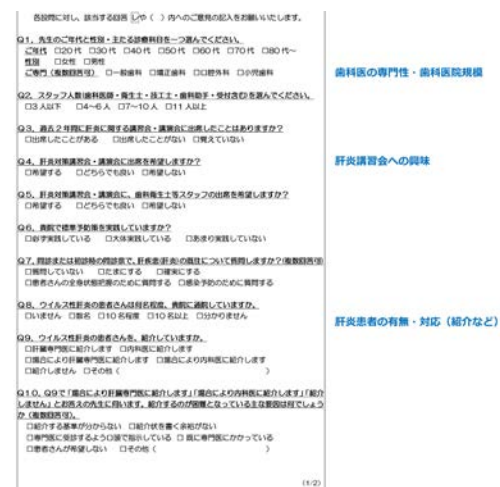 各設問に対し、該当する回答 □や（ ）内へのご意見の記入をお願いいたします。
Q1、先生のご年代と性別・主たる診療科目を一つ選んでください。
ご年代 □20代 □30代 □40代 □50代 □60代 □70代 □80代～
性別 □女性 □男性
ご専門（複数回答可） □一般歯科 □矯正歯科 □口腔外科 □小児歯科
歯科医の専門性・歯科医院規模
Q2、スタッフ人数(歯科医師・衛生士・技工士・歯科助手・受付含む)を選んでください。
□3人以下 □4～6人 □7～10人 □11人以上
Q3、過去2年間に肝炎に関する講習会・講演会に出席したことはありますか？
□出席したことがある □出席したことがない □覚えていない
Q4、肝炎対策講習会・講演会に出席を希望しますか？
□希望する □どちらでも良い □希望しない
肝炎講習会への興味
Q5、肝炎対策講習会・講演会に、歯科衛生士等スタッフの出席を希望しますか？
□希望する □どちらでも良い □希望しない
Q6、貴院で標準予防策を実践していますか？
□必ず実践している □大体実践している □あまり実践していない
Q7、問診または初診時の問診票で、肝疾患(肝炎)の既往について質問しますか？(複数回答可)
□質問していない □たまにする □確実にする
□患者さんの全身状態把握のために質問する □感染予防のために質問する
Q8、ウイルス性肝炎の患者さんは何名程度、貴院に通院していますか。
□いません □数名 □10名程度 □10名以上 □分かりません
肝炎患者の有無・対応（紹介など）
Q9、ウイルス性肝炎の患者さんを、紹介していますか。
□肝臓専門医に紹介します □内科医に紹介します
□場合により肝臓専門医に紹介します □場合により内科医に紹介します
□紹介しません □その他（ ）
Q10、Q9で「場合により肝臓専門医に紹介します」「場合により内科医に紹介します」「紹介
しません」とお答えの先生に伺います。紹介するのが困難となっている主な要因は何でしょう
か（複数回答可）。
□紹介する基準が分からない □紹介状を書く余裕がない
□専門医に受診するよう口頭で指示している □既に専門医にかかっている
□患者さんが希望しない □その他（ ）
(1/2)